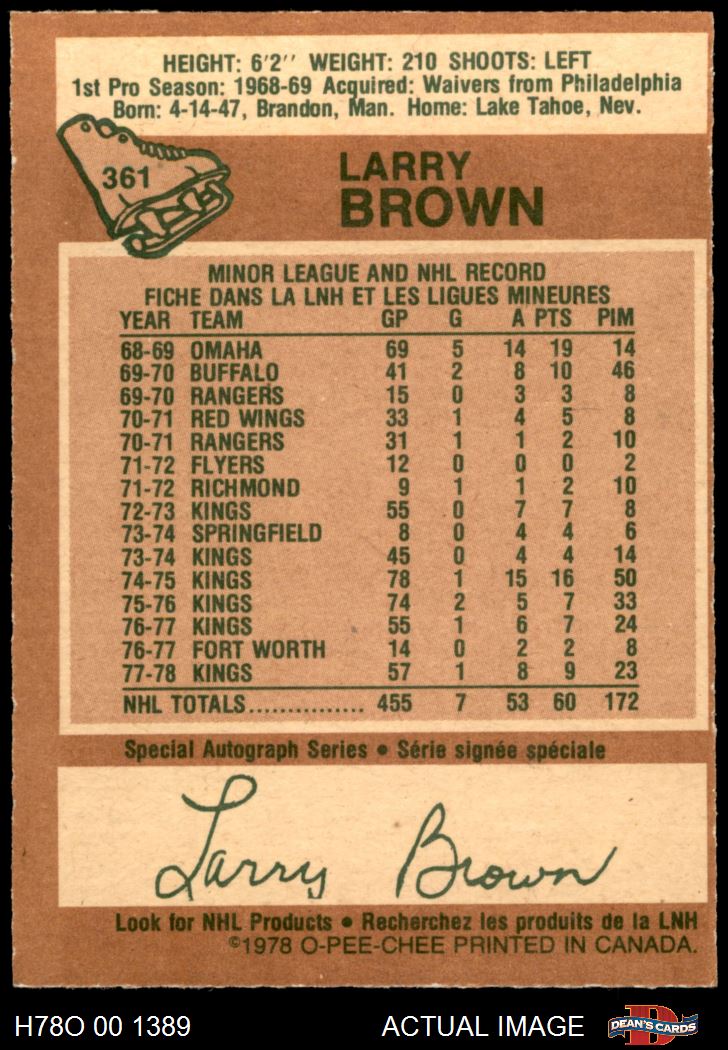 HEIGHT: 6'2'' WEIGHT: 210 SHOOTS: LEFT
1st Pro Season: 1968-69 Acquired: Waivers from Philadelphia
Born: 4-14-47, Brandon, Man. Home: Lake Tahoe, Nev.
361
LARRY
BROWN
MINOR LEAGUE AND NHL RECORD
FICHE DANS LA LNH ET LES LIGUES MINEURES
YEAR TEAM GP G A PTS PIM
68-69 OMAHA 69 5 14 19 14
69-70 BUFFALO 41 2 8 10 46
69-70 RANGERS 15 0 3 3 8
70-71 RED WINGS 33 1 4 5 8
70-71 RANGERS 31 1 1 2 10
71-72 FLYERS 12 0 0 0 2
71-72 RICHMOND 9 1 1 2 10
72-73 KINGS 55 0 7 7 8
73-74 SPRINGFIELD 8 0 4 4 6
73-74 KINGS 45 0 4 4 14
74-75 KINGS 78 1 15 16 50
75-76 KINGS 74 2 5 7 33
76-77 KINGS 55 1 6 7 24
76-77 FORT WORTH 14 0 2 2 8
77-78 KINGS 57 1 8 9 23
NHL TOTALS............... 455 7 53 60 172
Special Autograph Series • Série signée spéciale
Larry Brown
Look for NHL Products • Recherchez les produits de la LNH
©1978 O-PEE-CHEE PRINTED IN CANADA.
H78O 00 1389 ACTUAL IMAGE D DEAN'S CARDS